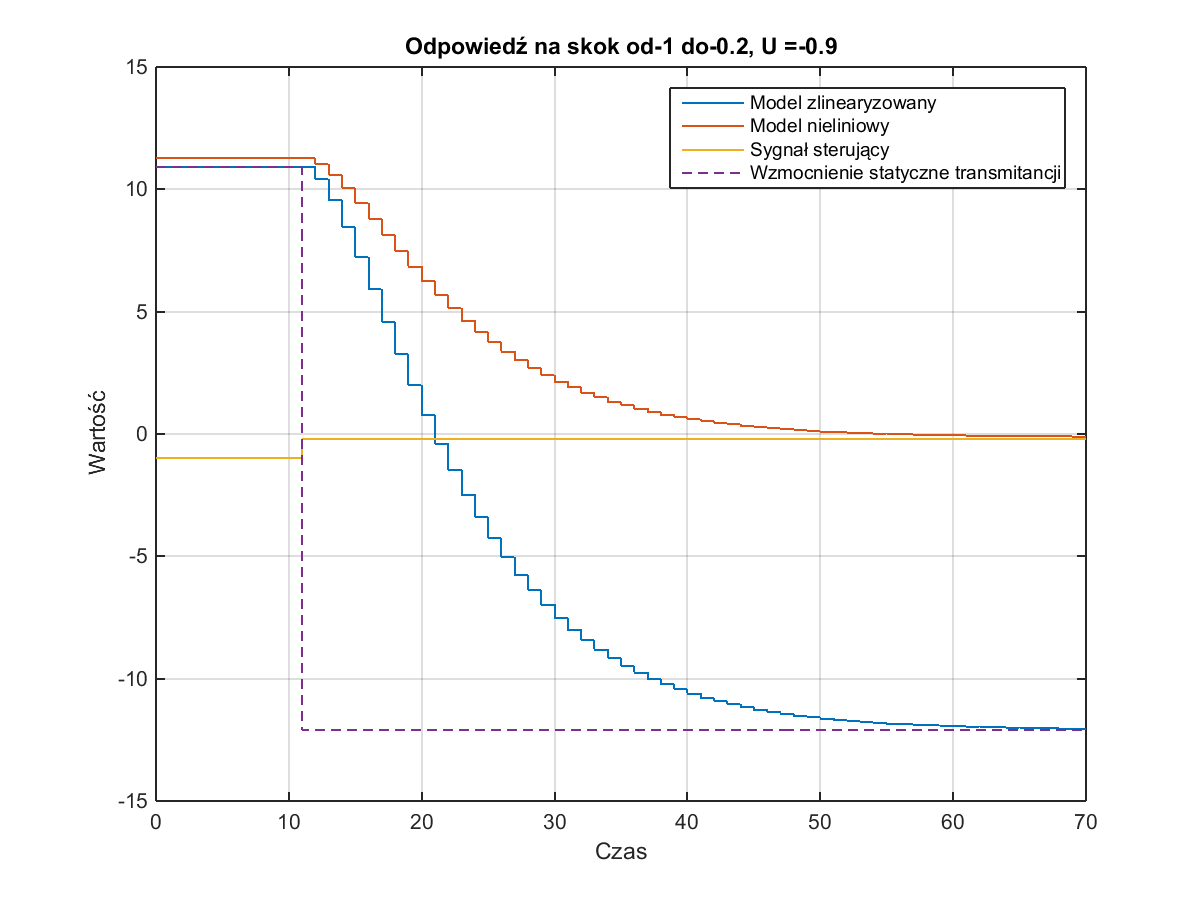 Odpowiedź na skok od-1 do-0.2, U =-0.9
Model zlinearyzowany
Model nieliniowy
Sygnał sterujący
Wzmocnienie statyczne transmitancji
15
10
5
0
-5
-10
-15
Wartość
0 10 20 30 40 50 60 70
Czas